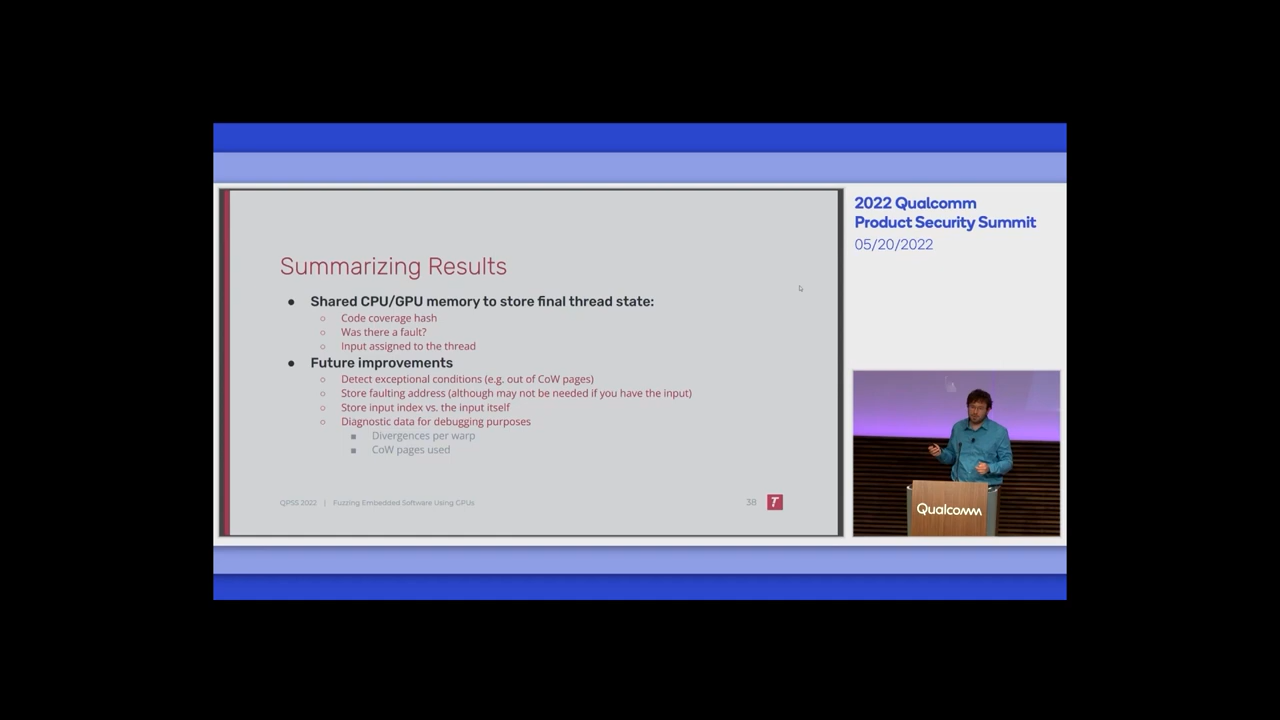 2022 Qualcomm
Product Security Summit
05/20/2022
Summarizing Results
● Shared CPU/GPU memory to store final thread state:
○ Code coverage hash
○ Was there a fault?
○ Input assigned to the thread
● Future improvements
○ Detect exceptional conditions (e.g. out of CoW pages)
○ Store faulting address (although may not be needed if you have the input)
○ Store input index vs. the input itself
○ Diagnostic data for debugging purposes
■ Divergences per warp
■ CoW pages used
QPSS 2022 | Fuzzing Embedded Software Using GPUs
38 T
Qualcomm